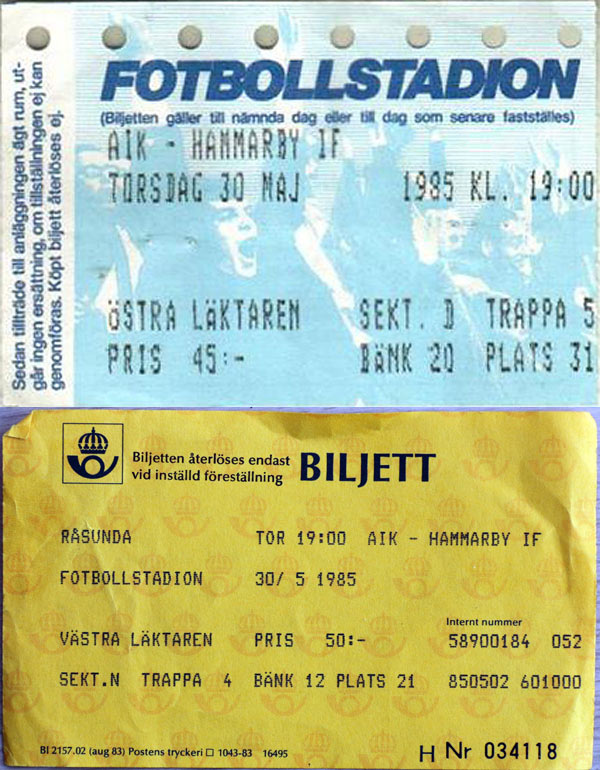 Sedan tillträde till anläggningen ägt rum, ut-
går ingen ersättning, om tillställningen ej kan
genomföras. Köpt biljett återlöses ej.
FOTBOLLSTADION
(Biljetten gäller till nämnda dag eller till dag som senare fastställes)
AIK - HAMMARBY IF
TORSDAG 30 MAJ 1985 KL. 19:00
ÖSTRA LÄKTAREN SEKT. D TRAPPA 5
PRIS 45:- BÄNK 20 PLATS 31
Biljetten återlöses endast
vid inställd föreställning
BILJETT
RÅSUNDA TOR 19:00 AIK - HAMMARBY IF
FOTBOLLSTADION 30/ 5 1985
Internt nummer
VÄSTRA LÄKTAREN PRIS 50:- 58900184 052
SEKT.N TRAPPA 4 BÄNK 12 PLATS 21 850502 601000
BI 2157.02 (aug 83) Postens tryckeri □ 1043-83 16495
H Nr 034118